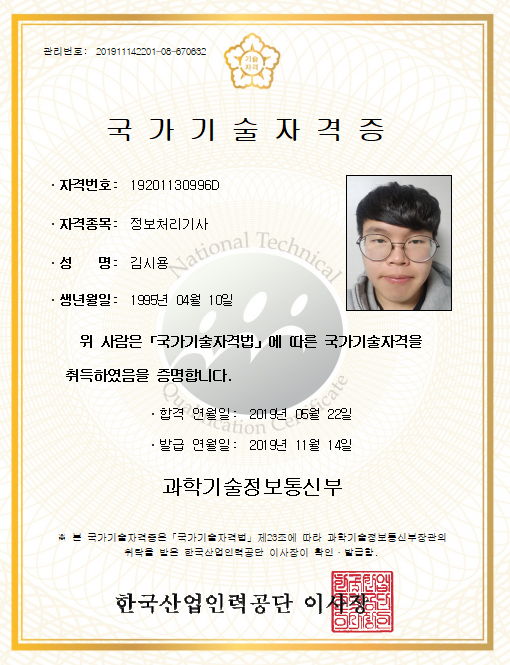 관리번호: 201911142201-08-670682
기술
자격
국가기술자격증
· 자격번호: 19201130996D
· 자격종목: 정보처리기사
· 성 명: 김시용
· 생년월일: 1995년 04월 10일
National Technical
위 사람은 「국가기술자격법」에 따른 국가기술자격을
취득하였음을 증명합니다.
Qualification Certificate
· 합격 연월일: 2019년 05월 22일
· 발급 연월일: 2019년 11월 14일
과학기술정보통신부
※ 본 국가기술자격증은 「국가기술자격법」 제23조에 따라 과학기술정보통신부장관의
위탁을 받은 한국산업인력공단 이사장이 확인·발급함.
한국산업인력공단 이사장